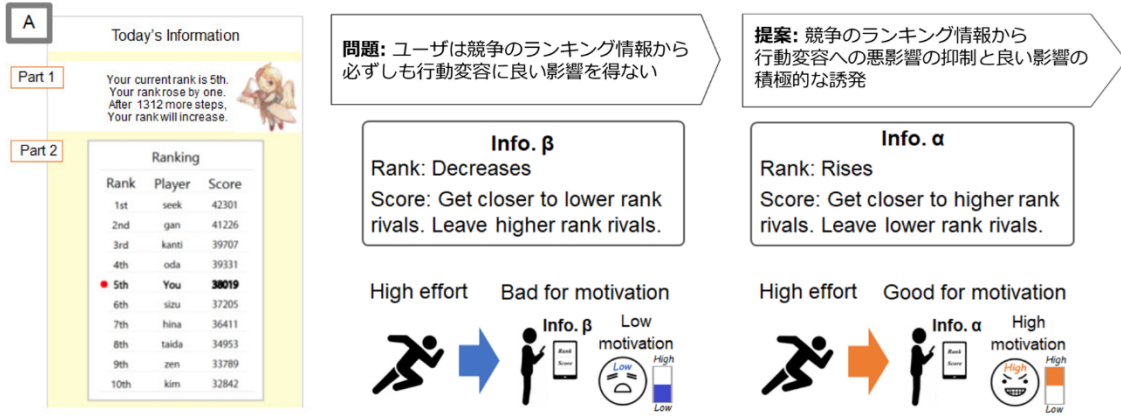 A
Today's Information
Part 1
Your current rank is 5th.
Your rank rose by one.
After 1312 more steps,
Your rank will increase.
Part 2
Ranking
Rank Player Score
1st seek 42301
2nd gan 41226
3rd kanti 39707
4th oda 39331
5th You 38019
6th sizu 37205
7th hina 36411
8th taida 34953
9th zen 33789
10th kim 32842
問題: ユーザは競争のランキング情報から
必ずしも行動変容に良い影響を得ない
Info. β
Rank: Decreases
Score: Get closer to lower rank
rivals. Leave higher rank rivals.
High effort
Bad for motivation
Info. β
Rank
Score
Low
motivation
Low
High
Low
提案: 競争のランキング情報から
行動変容への悪影響の抑制と良い影響の
積極的な誘発
Info. α
Rank: Rises
Score: Get closer to higher rank
rivals. Leave lower rank rivals.
High effort
Good for motivation
Info. α
Rank
Score
High
motivation
High
High
Low